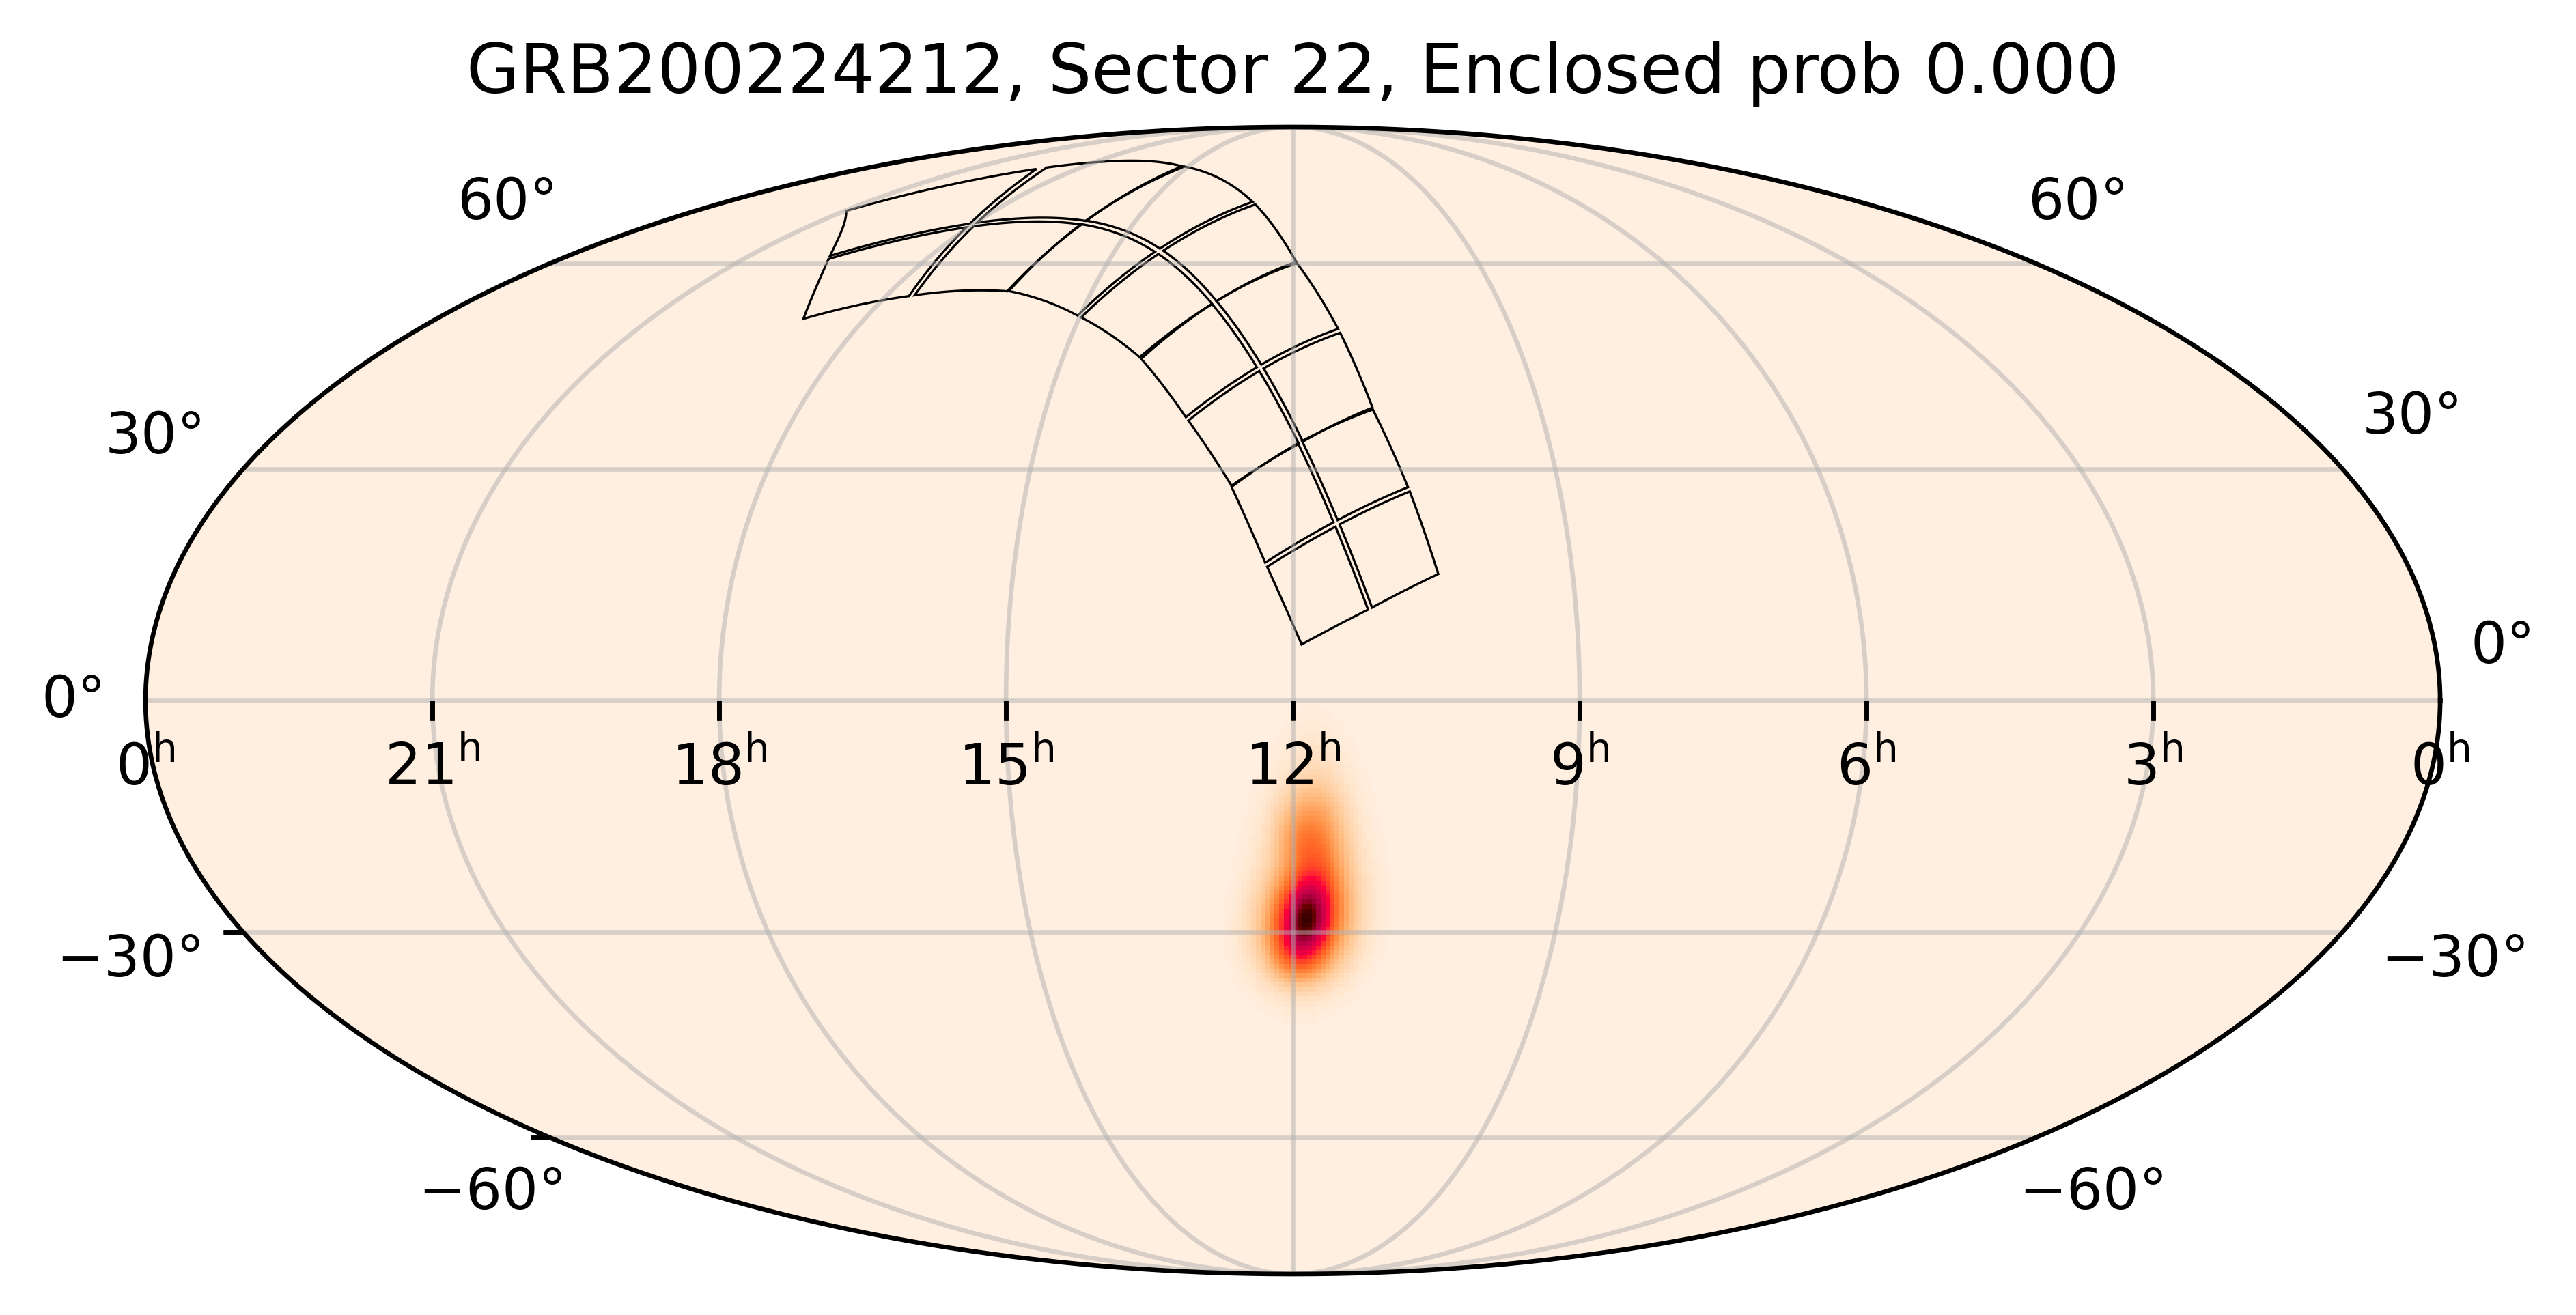 GRB200224212, Sector 22, Enclosed prob 0.000
60° 60°
30° 30°
0° 0°
0ʰ 21ʰ 18ʰ 15ʰ 12ʰ 9ʰ 6ʰ 3ʰ 0ʰ
−30° −30°
−60° −60°